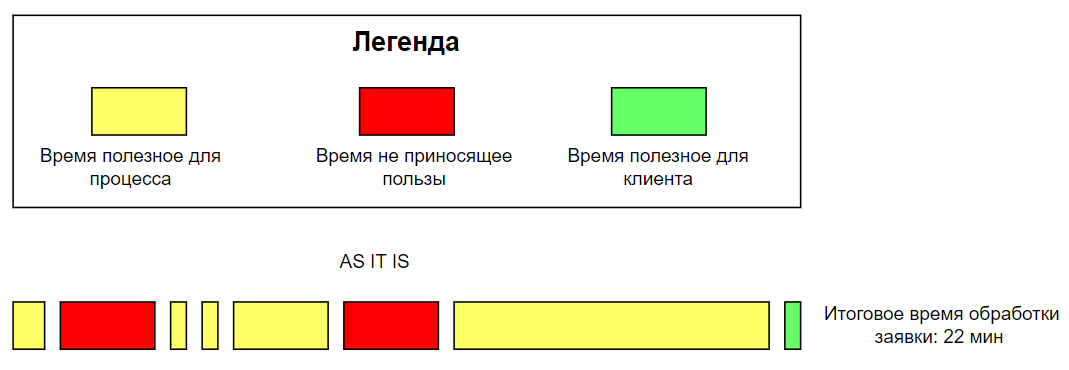 Легенда
Время полезное для
процесса
Время не приносящее
пользы
Время полезное для
клиента
AS IT IS
Итоговое время обработки
заявки: 22 мин